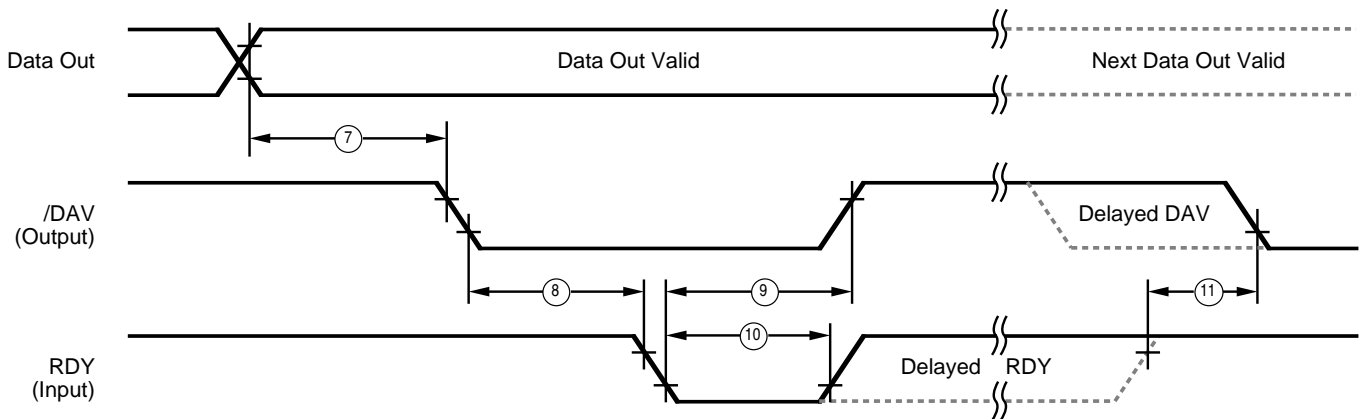 Data Out
Data Out Valid
Next Data Out Valid
7
/DAV
(Output)
Delayed DAV
8
9
11
10
RDY
(Input)
Delayed RDY